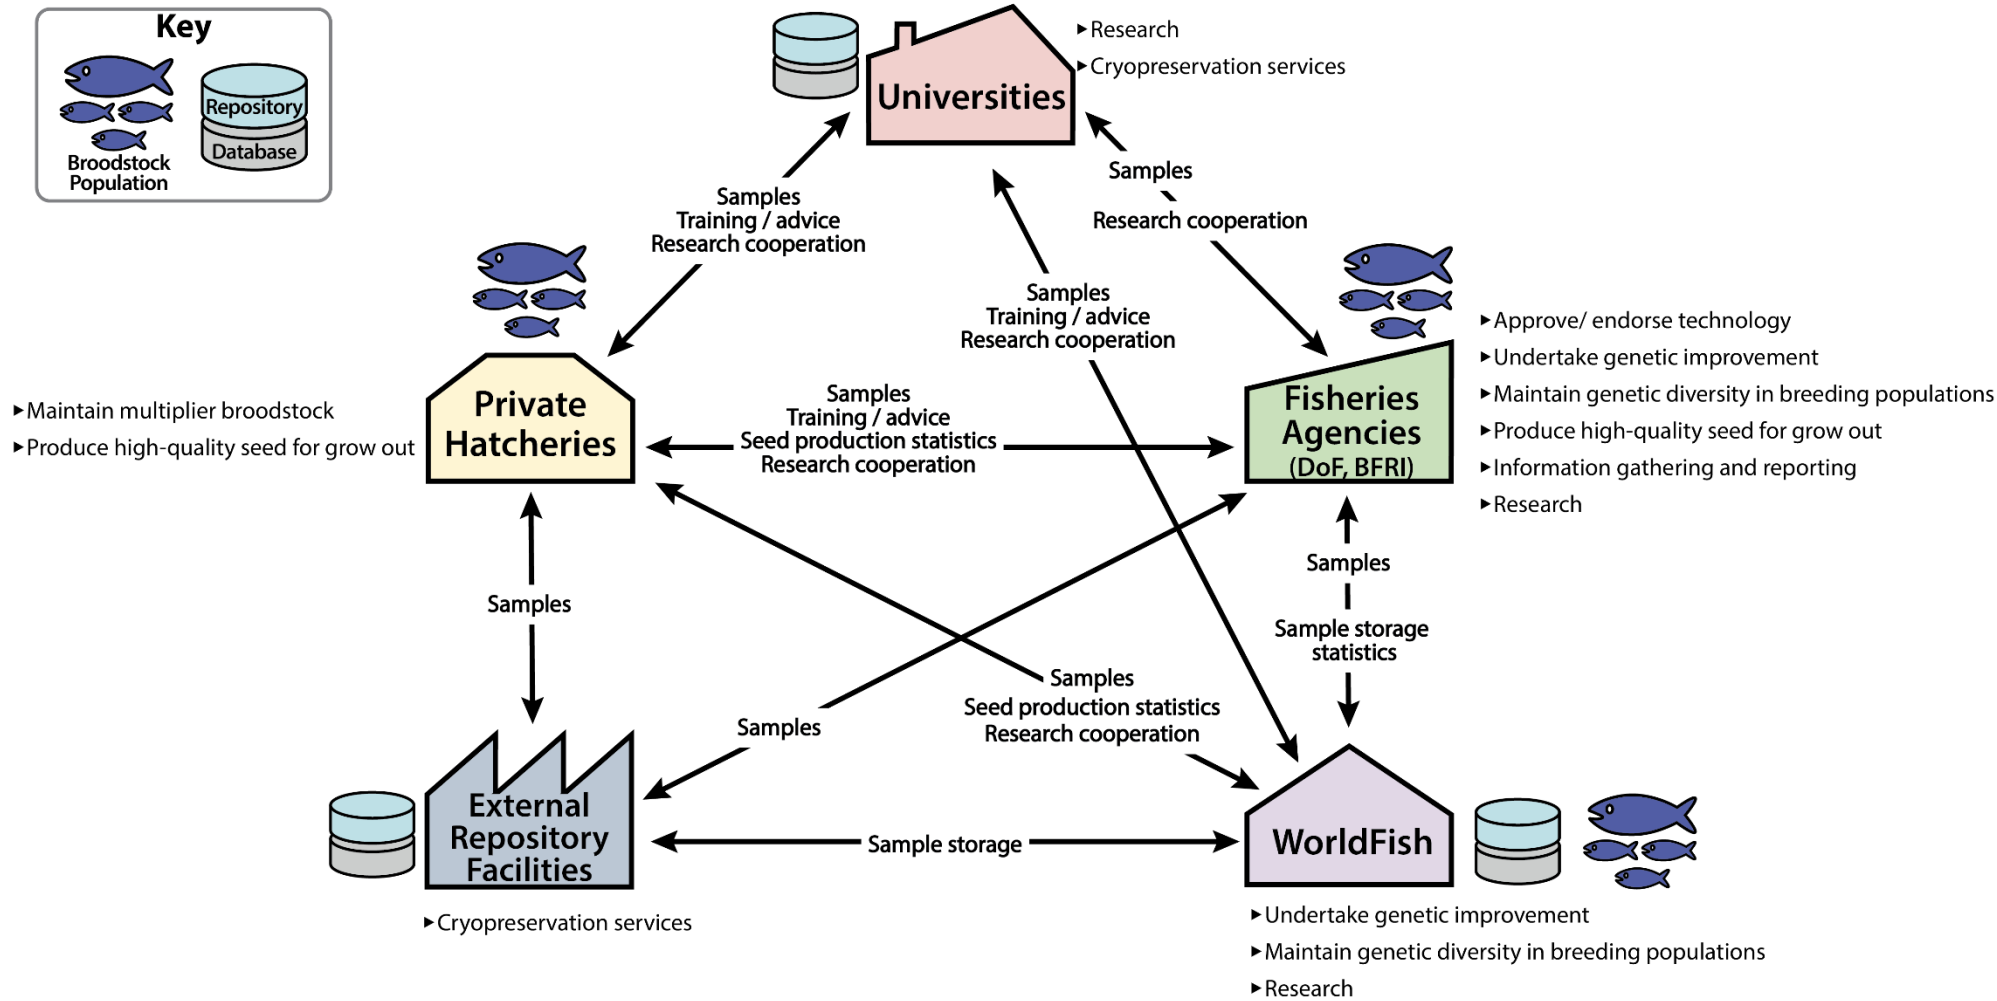 Key
Repository
Database
Broodstock
Population
Universities
▸Research
▸Cryopreservation services
Samples
Training / advice
Research cooperation
Samples
Research cooperation
Samples
Training / advice
Research cooperation
Private
Hatcheries
▸Maintain multiplier broodstock
▸Produce high-quality seed for grow out
Samples
Training / advice
Seed production statistics
Research cooperation
Fisheries
Agencies
(DoF, BFRI)
▸Approve/ endorse technology
▸Undertake genetic improvement
▸Maintain genetic diversity in breeding populations
▸Produce high-quality seed for grow out
▸Information gathering and reporting
▸Research
Samples
Samples
Sample storage
statistics
Samples
Samples
Seed production statistics
Research cooperation
External
Repository
Facilities
▸Cryopreservation services
Sample storage
WorldFish
▸Undertake genetic improvement
▸Maintain genetic diversity in breeding populations
▸Research